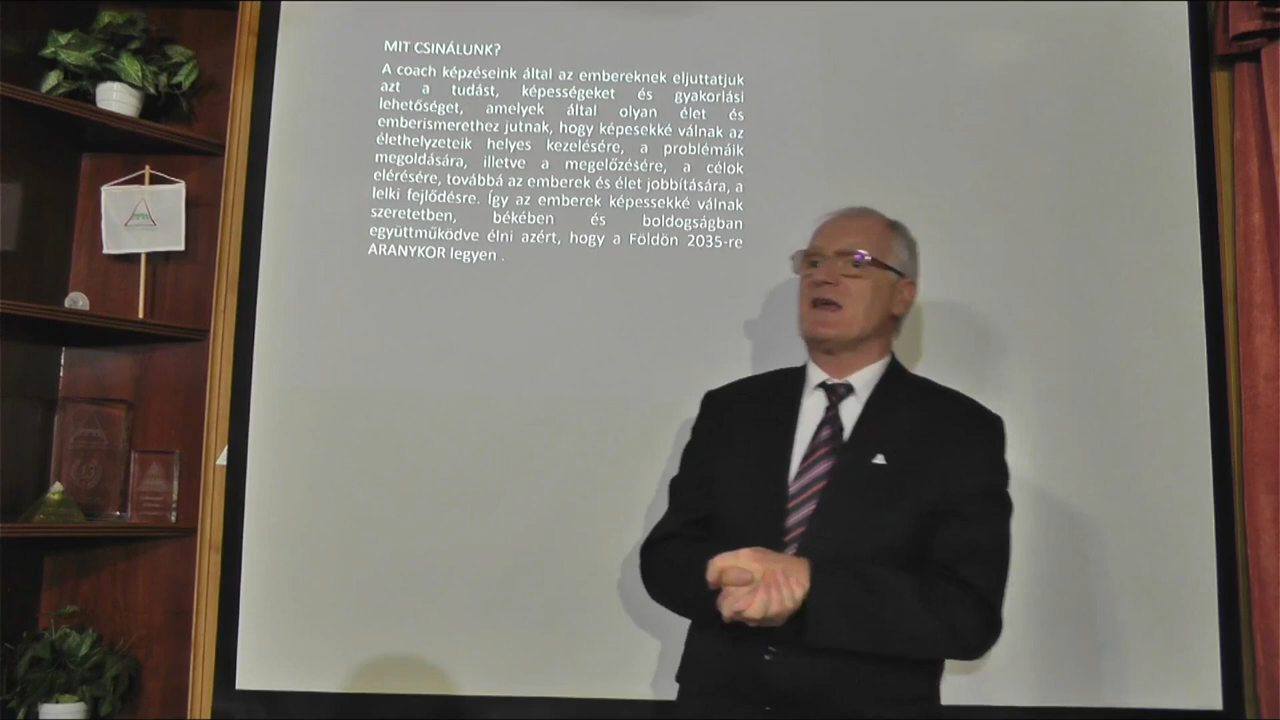 MIT CSINÁLUNK?
A coach képzéseink által az embereknek eljuttatjuk
azt a tudást, képességeket és gyakorlási
lehetőséget, amelyek által olyan élet és
emberismerethez jutnak, hogy képesekké válnak az
élethelyzeteik helyes kezelésére, a problémáik
megoldására, illetve a megelőzésére, a célok
elérésére, továbbá az emberek és élet jobbítására, a
lelki fejlődésre. Így az emberek képessekké válnak
szeretetben, békében és boldogságban
együttműködve élni azért, hogy a Földön 2035-re
ARANYKOR legyen .